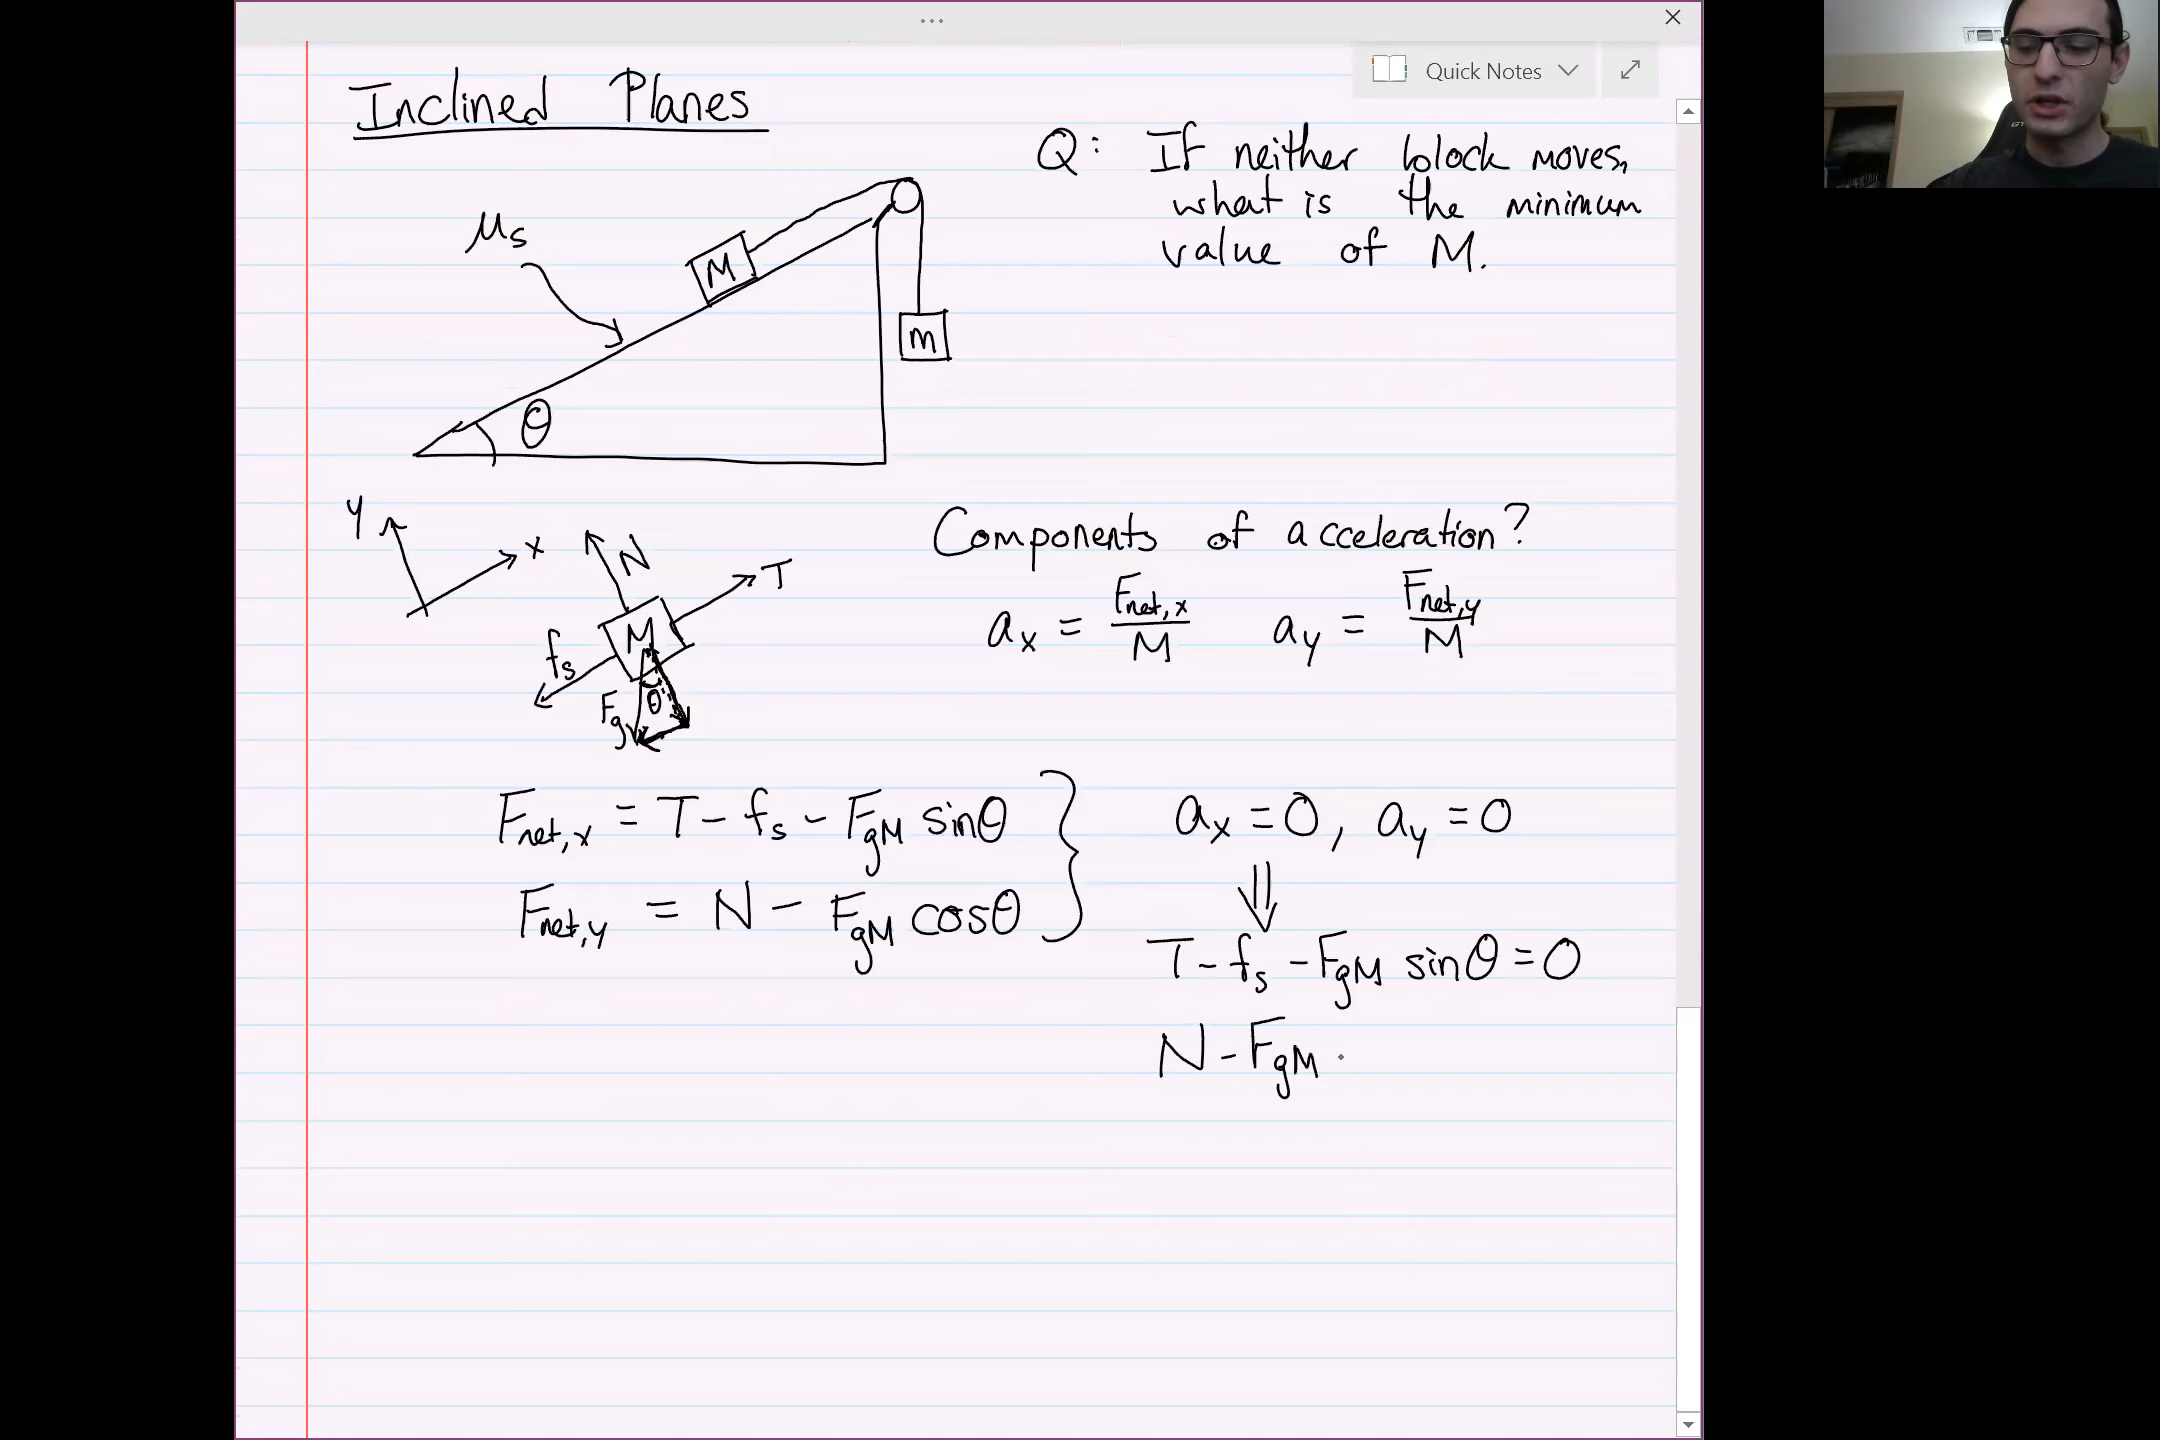 Quick Notes
Inclined Planes
Q: If neither block moves,
what is the minimum
value of M.
μs
M
m
θ
y
x
N
T
M
fs
θ
Fg
Components of acceleration?
ax = Fnet,x / M    ay = Fnet,y / M
Fnet,x = T - fs - FgM sinθ
Fnet,y = N - FgM cosθ
ax = 0, ay = 0
⇓
T - fs - FgM sinθ = 0
N - FgM